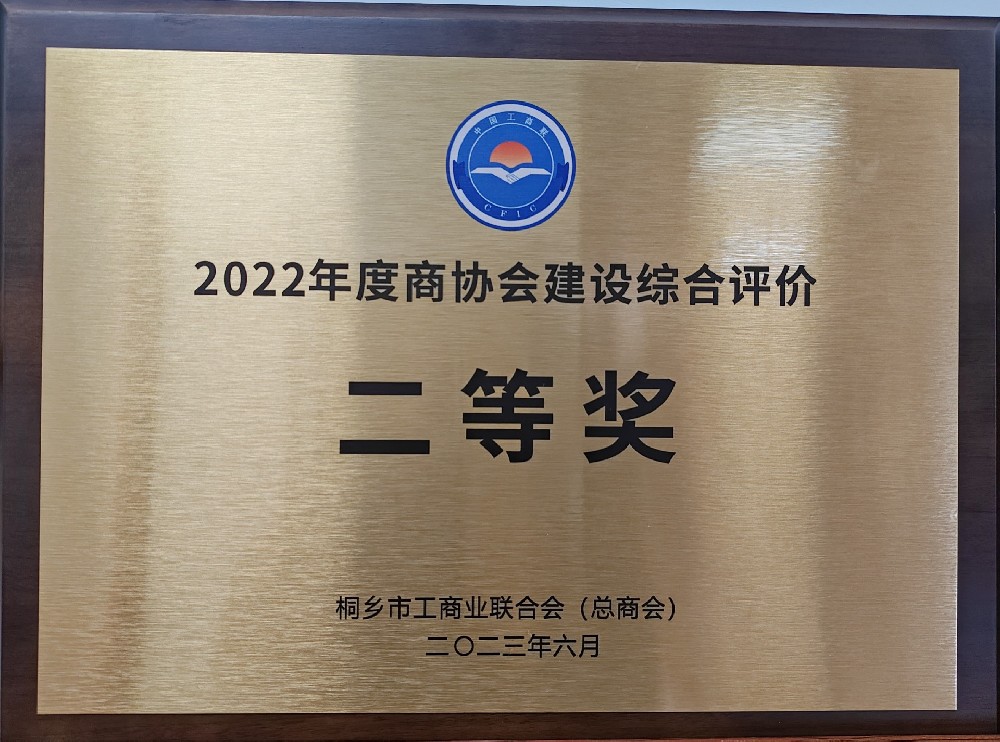 中国工商联
CFIC
2022年度商协会建设综合评价
二等奖
桐乡市工商业联合会（总商会）
二〇二三年六月